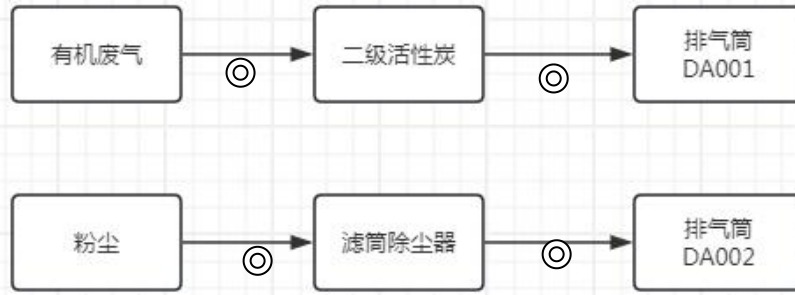 有机废气
二级活性炭
排气筒
DA001
粉尘
滤筒除尘器
排气筒
DA002